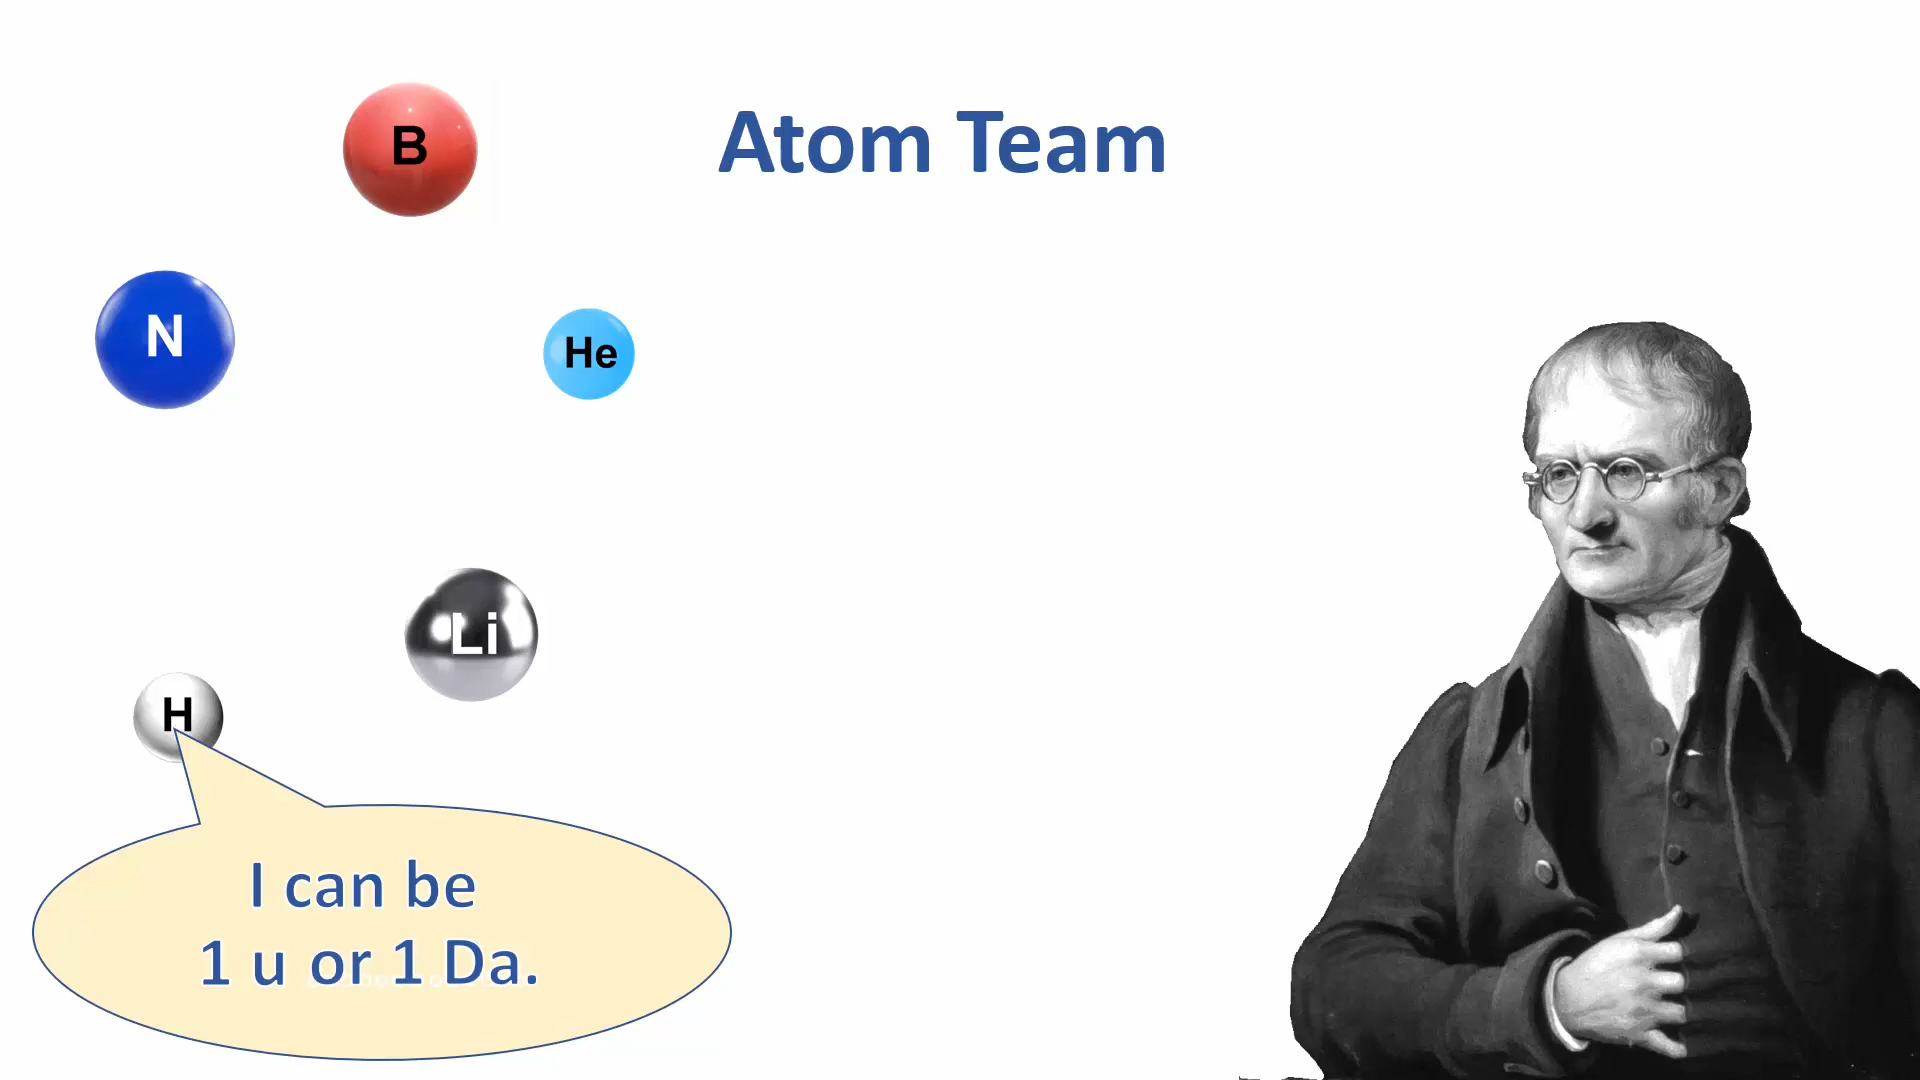 B
Atom Team
N
He
Li
H
I can be
1 u or 1 Da.